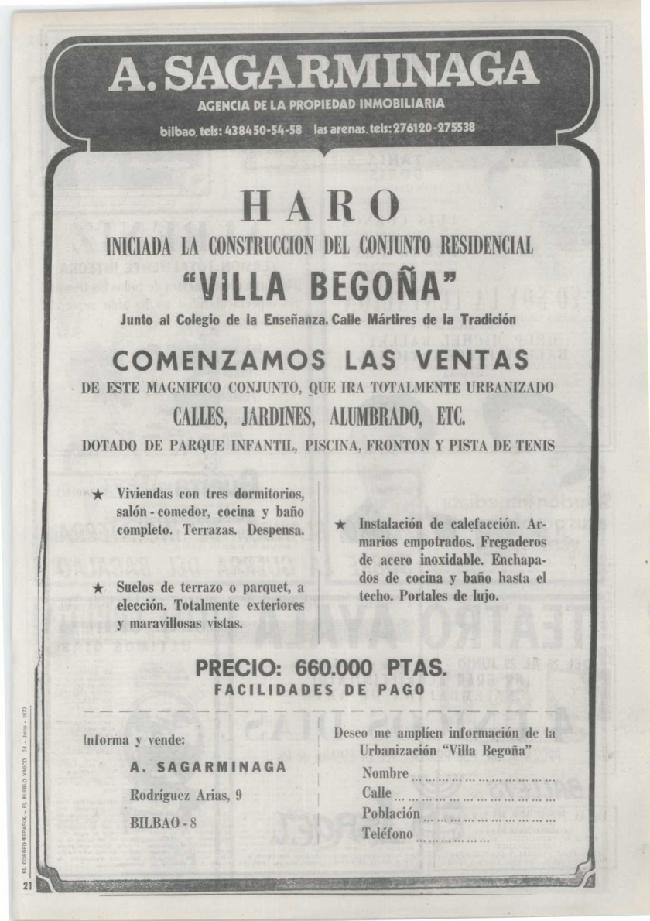 A. SAGARMINAGA
AGENCIA DE LA PROPIEDAD INMOBILIARIA
bilbao, tels: 438450-54-58 las arenas, tels: 276120-275538
HARO
INICIADA LA CONSTRUCCION DEL CONJUNTO RESIDENCIAL
"VILLA BEGOÑA"
Junto al Colegio de la Enseñanza. Calle Mártires de la Tradición
COMENZAMOS LAS VENTAS
DE ESTE MAGNIFICO CONJUNTO, QUE IRA TOTALMENTE URBANIZADO
CALLES, JARDINES, ALUMBRADO, ETC.
DOTADO DE PARQUE INFANTIL, PISCINA, FRONTON Y PISTA DE TENIS
★ Viviendas con tres dormitorios,
salón-comedor, cocina y baño
completo. Terrazas. Despensa.
★ Suelos de terrazo o parquet, a
elección. Totalmente exteriores
y maravillosas vistas.
★ Instalación de calefacción. Ar-
marios empotrados. Fregaderos
de acero inoxidable. Enchapa-
dos de cocina y baño hasta el
techo. Portales de lujo.
PRECIO: 660.000 PTAS.
FACILIDADES DE PAGO
Informa y vende:
A. SAGARMINAGA
Rodríguez Arias, 9
BILBAO-8
Deseo me amplíen información de la
Urbanización "Villa Begoña"
Nombre
Calle
Población
Teléfono
EL CORREO ESPAÑOL - EL PUEBLO VASCO
21